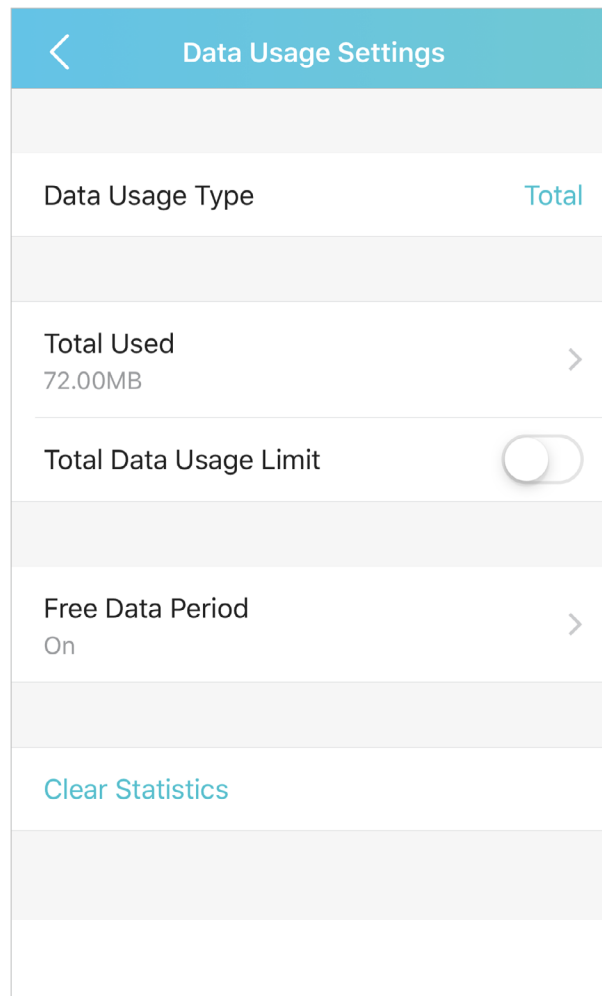 Data Usage Settings
Data Usage Type Total
Total Used
72.00MB
Total Data Usage Limit
Free Data Period
On
Clear Statistics